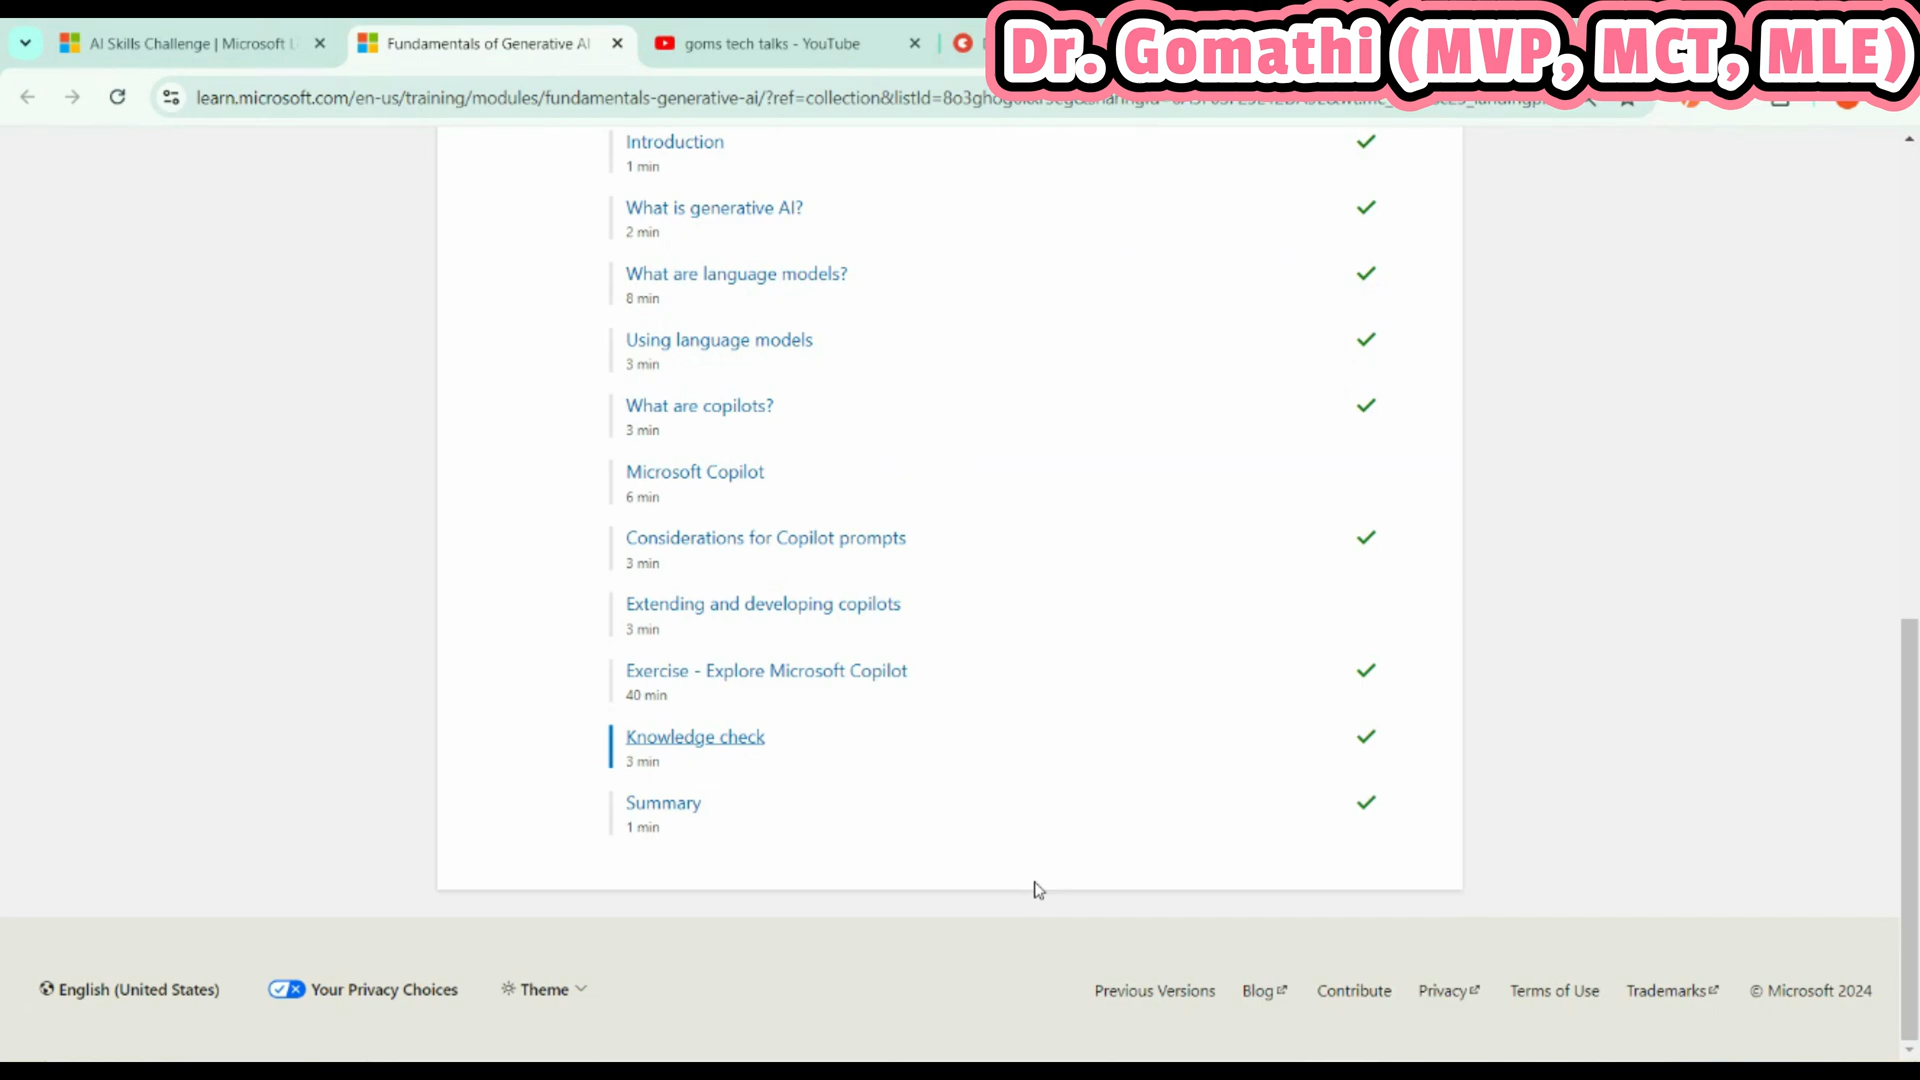 AI Skills Challenge | Microsoft L
Fundamentals of Generative AI
goms tech talks - YouTube
Dr. Gomathi (MVP, MCT, MLE)
Introduction
1 min
What is generative AI?
2 min
What are language models?
8 min
Using language models
3 min
What are copilots?
3 min
Microsoft Copilot
6 min
Considerations for Copilot prompts
3 min
Extending and developing copilots
3 min
Exercise - Explore Microsoft Copilot
40 min
Knowledge check
3 min
Summary
1 min
English (United States)
Your Privacy Choices
Theme
Previous Versions
Blog
Contribute
Privacy
Terms of Use
Trademarks
© Microsoft 2024